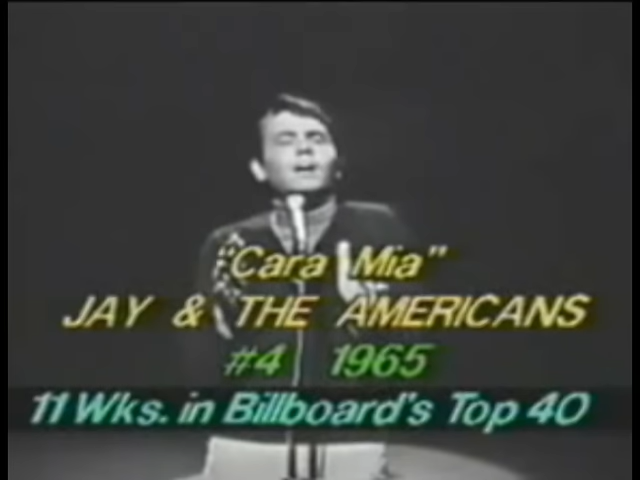 "Cara Mia"
JAY & THE AMERICANS
#4 1965
11 Wks. in Billboard's Top 40